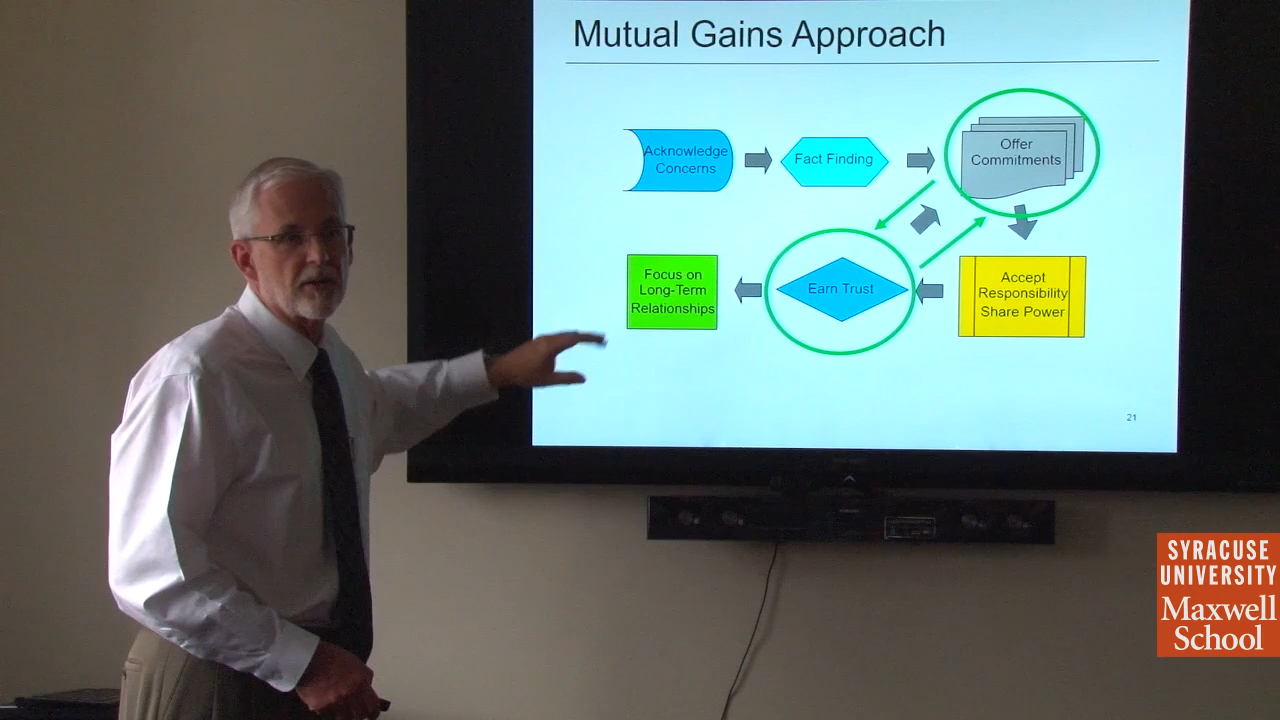 Mutual Gains Approach
Acknowledge
Concerns
Fact Finding
Offer
Commitments
Focus on
Long-Term
Relationships
Earn Trust
Accept
Responsibility
Share Power
21
SYRACUSE
UNIVERSITY
Maxwell
School